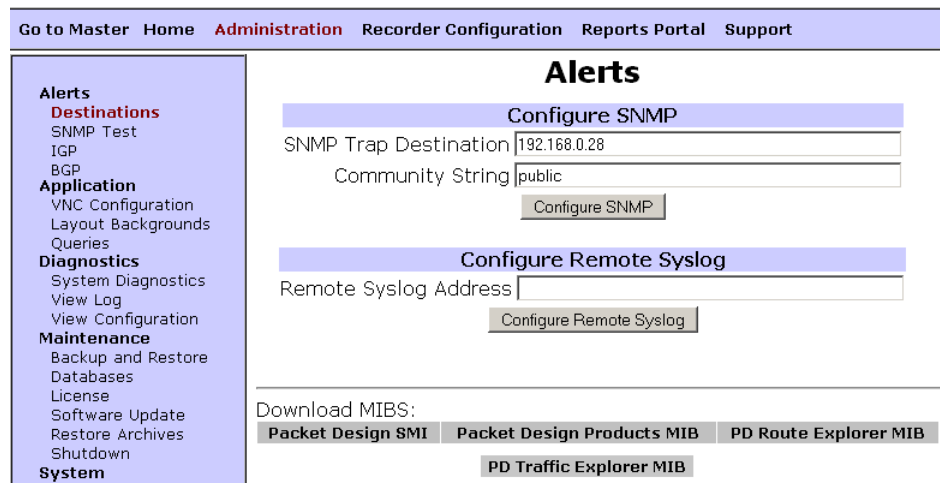 Go to Master Home Administration Recorder Configuration Reports Portal Support
Alerts
Destinations
SNMP Test
IGP
BGP
Application
VNC Configuration
Layout Backgrounds
Queries
Diagnostics
System Diagnostics
View Log
View Configuration
Maintenance
Backup and Restore
Databases
License
Software Update
Restore Archives
Shutdown
System
Alerts
Configure SNMP
SNMP Trap Destination 192.168.0.28
Community String public
Configure SNMP
Configure Remote Syslog
Remote Syslog Address
Configure Remote Syslog
Download MIBS:
Packet Design SMI Packet Design Products MIB PD Route Explorer MIB
PD Traffic Explorer MIB